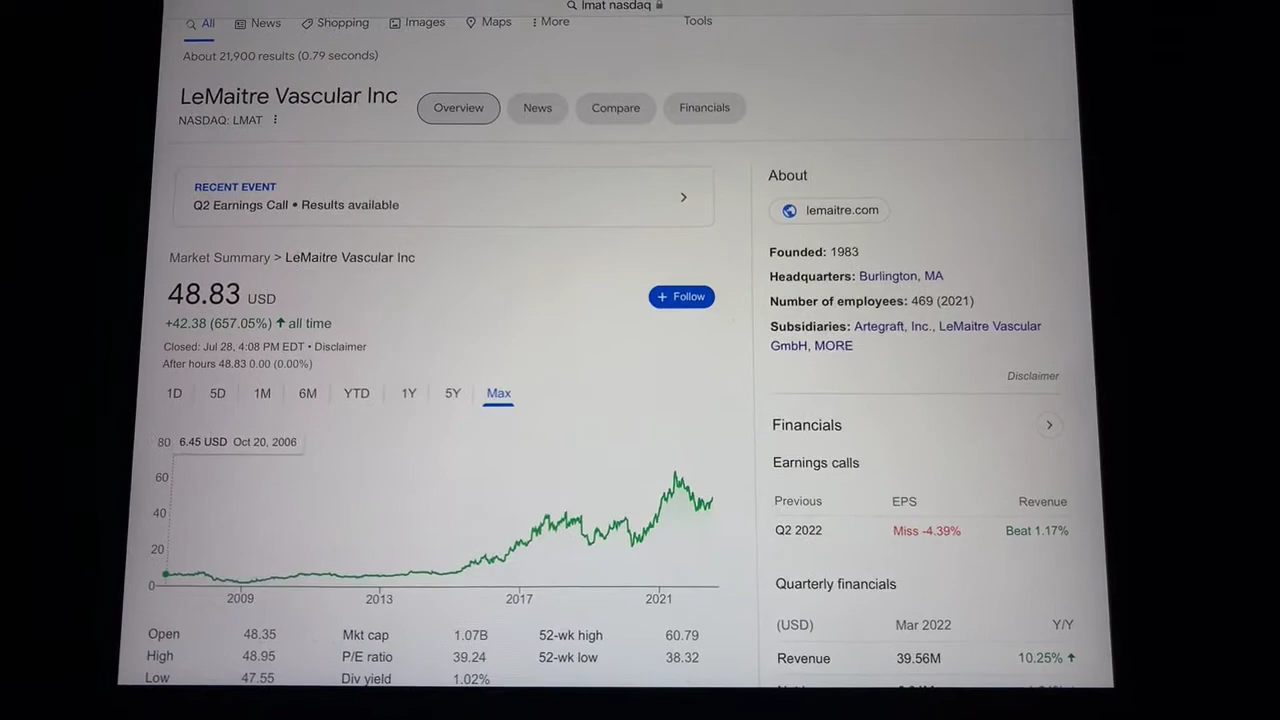 lmat nasdaq
All News Shopping Images Maps More Tools
About 21,900 results (0.79 seconds)
LeMaitre Vascular Inc
NASDAQ: LMAT
Overview News Compare Financials
RECENT EVENT
Q2 Earnings Call • Results available
Market Summary > LeMaitre Vascular Inc
48.83 USD
+ Follow
+42.38 (657.05%) ↑ all time
Closed: Jul 28, 4:08 PM EDT • Disclaimer
After hours 48.83 0.00 (0.00%)
1D 5D 1M 6M YTD 1Y 5Y Max
80
6.45 USD Oct 20, 2006
60
40
20
0
2009 2013 2017 2021
Open 48.35 Mkt cap 1.07B 52-wk high 60.79
High 48.95 P/E ratio 39.24 52-wk low 38.32
Low 47.55 Div yield 1.02%
About
lemaitre.com
Founded: 1983
Headquarters: Burlington, MA
Number of employees: 469 (2021)
Subsidiaries: Artegraft, Inc., LeMaitre Vascular
GmbH, MORE
Disclaimer
Financials
Earnings calls
Previous EPS Revenue
Q2 2022 Miss -4.39% Beat 1.17%
Quarterly financials
(USD) Mar 2022 Y/Y
Revenue 39.56M 10.25% ↑